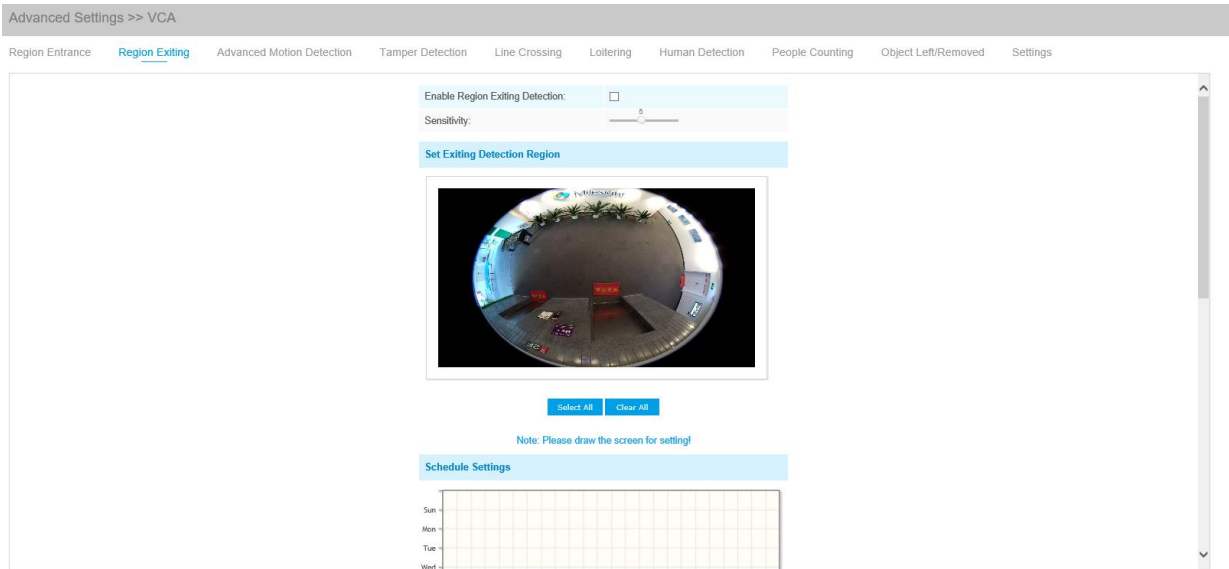 Advanced Settings >> VCA
Region Entrance Region Exiting Advanced Motion Detection Tamper Detection Line Crossing Loitering Human Detection People Counting Object Left/Removed Settings
Enable Region Exiting Detection:
Sensitivity:
5
Set Exiting Detection Region
Select All Clear All
Note: Please draw the screen for setting!
Schedule Settings
Sun
Mon
Tue
Wed